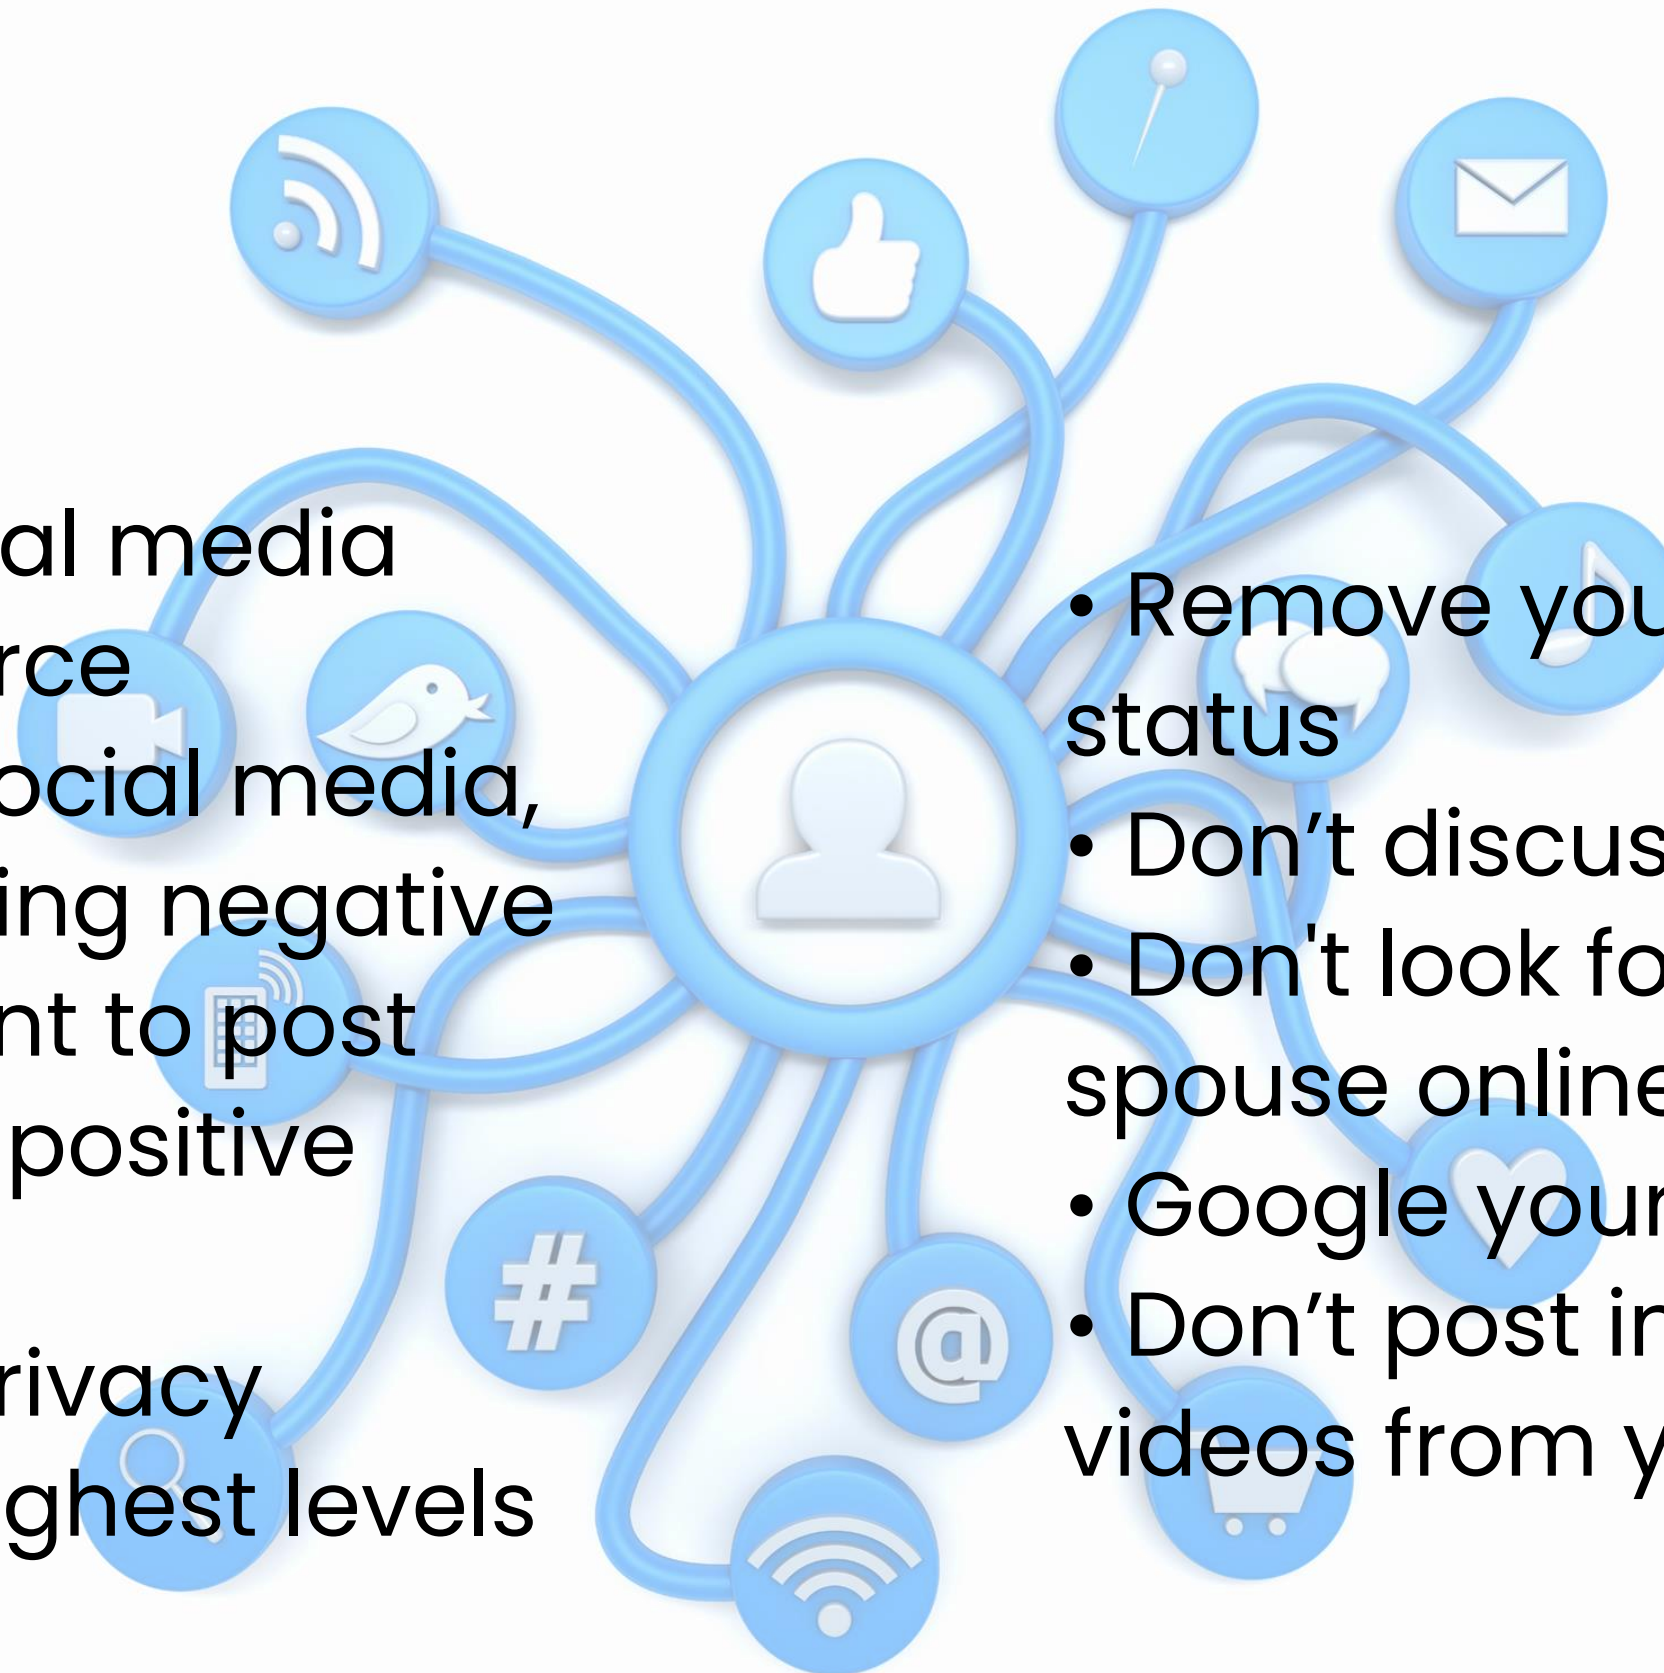 al media
rce
ocial media,
ing negative
nt to post
positive
rivacy
ghest levels
• Remove you
status
• Don’t discus
• Don't look fo
spouse online
• Google your
• Don’t post in
videos from y
#
@